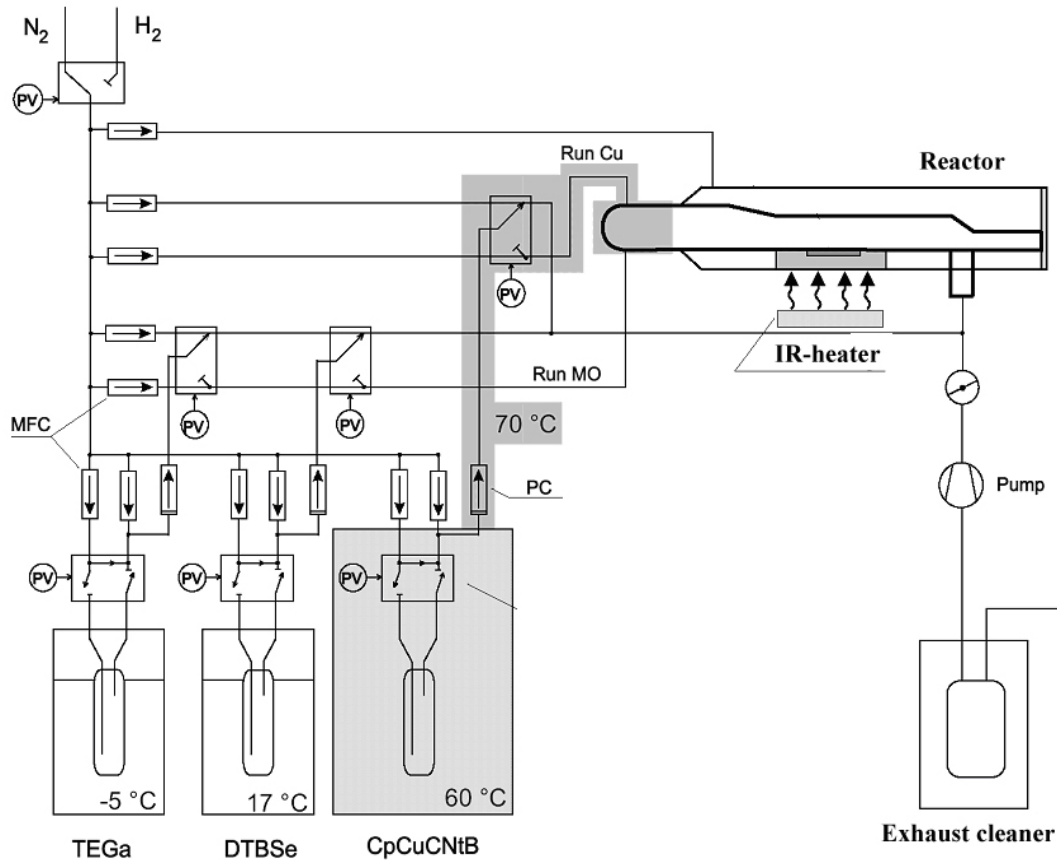 N2 H2
PV
Run Cu
Reactor
PV
IR-heater
Run MO
MFC
PV
PV
70 °C
PC
Pump
PV
PV
PV
-5 °C
17 °C
60 °C
TEGa
DTBSe
CpCuCNtB
Exhaust cleaner